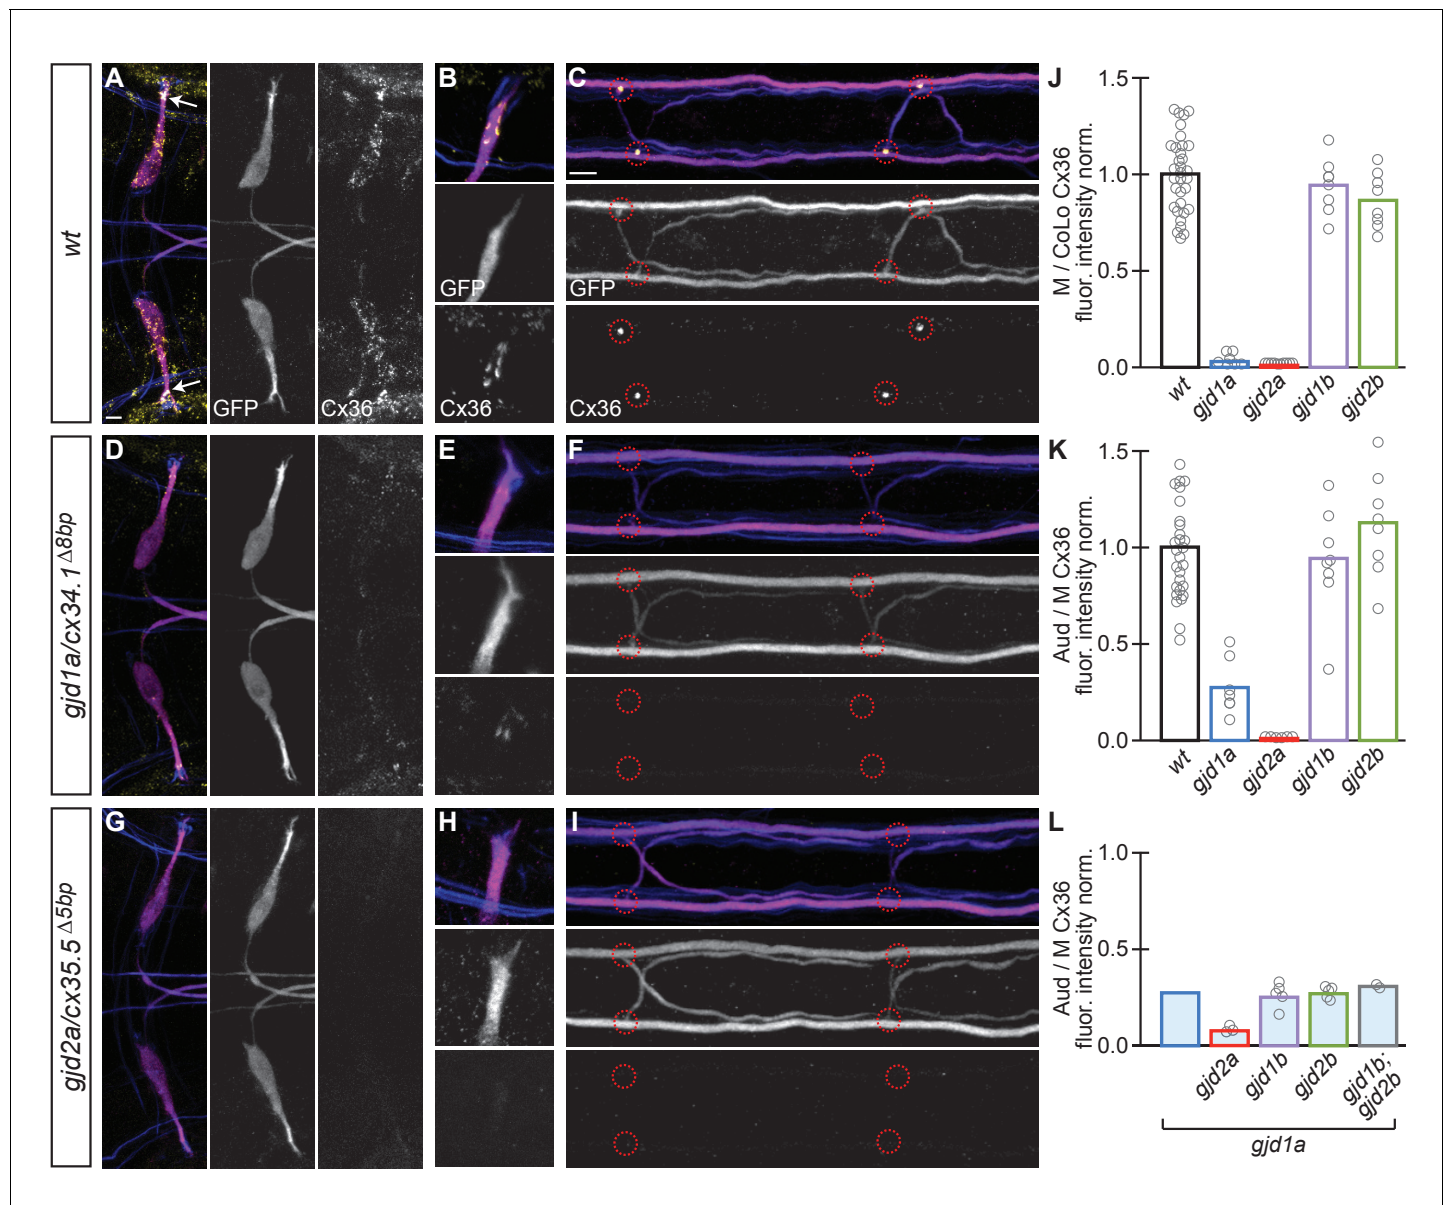 wt
A
GFP
Cx36
B
GFP
Cx36
C
GFP
Cx36
gjd1a/cx34.1 Δ8bp
D
E
F
gjd2a/cx35.5 Δ5bp
G
H
I
J
M / CoLo Cx36
fluor. intensity norm.
1.5
1.0
0.5
0.0
wt
gjd1a
gjd2a
gjd1b
gjd2b
K
Aud / M Cx36
fluor. intensity norm.
1.5
1.0
0.5
0.0
wt
gjd1a
gjd2a
gjd1b
gjd2b
L
Aud / M Cx36
fluor. intensity norm.
1.0
0.5
0.0
gjd2a
gjd1b
gjd2b
gjd1b;
gjd2b
gjd1a